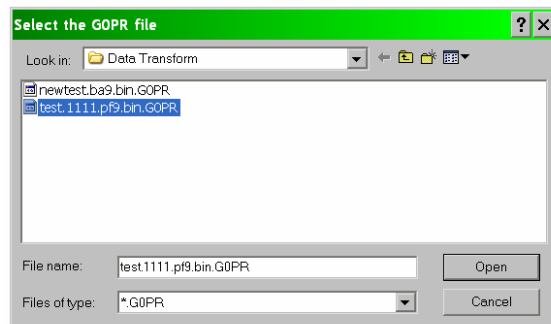 Select the G0PR file
Look in: Data Transform
newtest.ba9.bin.G0PR
test.1111.pf9.bin.G0PR
File name: test.1111.pf9.bin.G0PR Open
Files of type: *.G0PR Cancel